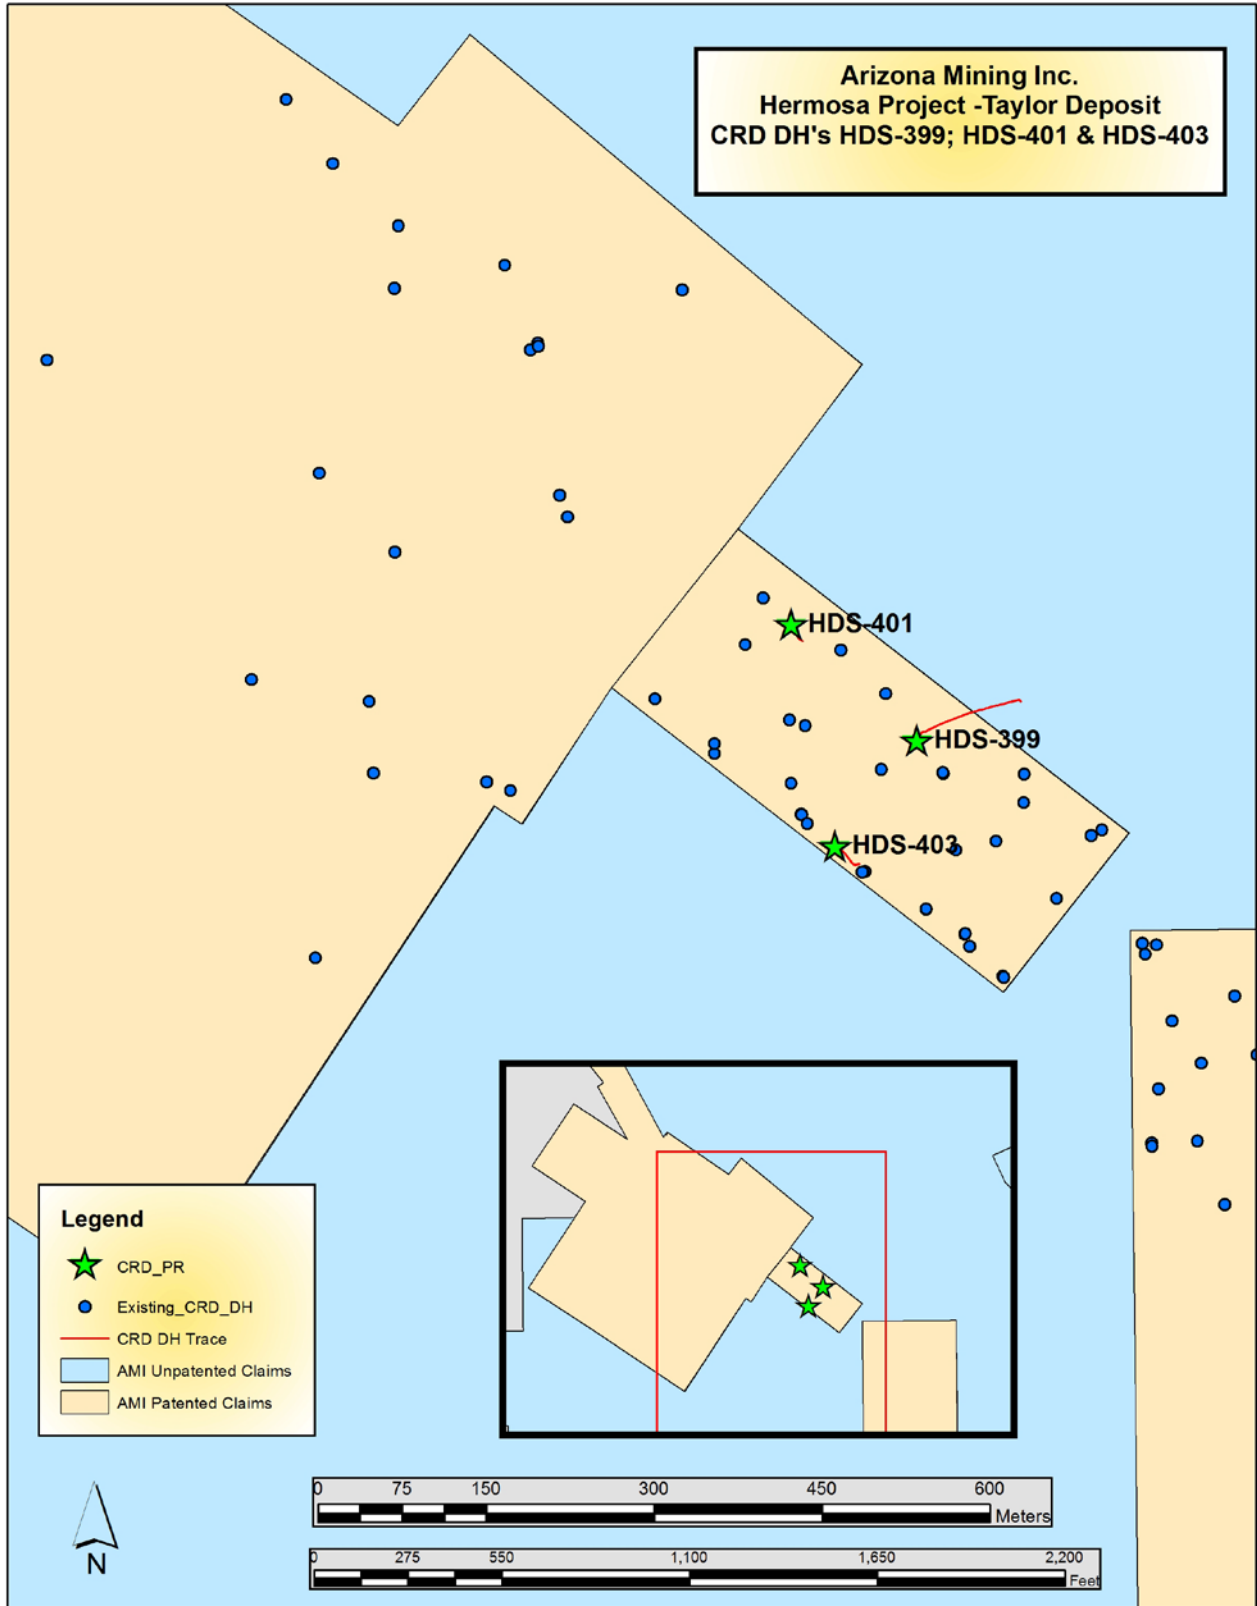 Arizona Mining Inc.
Hermosa Project -Taylor Deposit
CRD DH's HDS-399; HDS-401 & HDS-403
HDS-401
HDS-399
HDS-403
Legend
CRD_PR
Existing_CRD_DH
CRD DH Trace
AMI Unpatented Claims
AMI Patented Claims
N
0 75 150 300 450 600
Meters
0 275 550 1,100 1,650 2,200
Feet